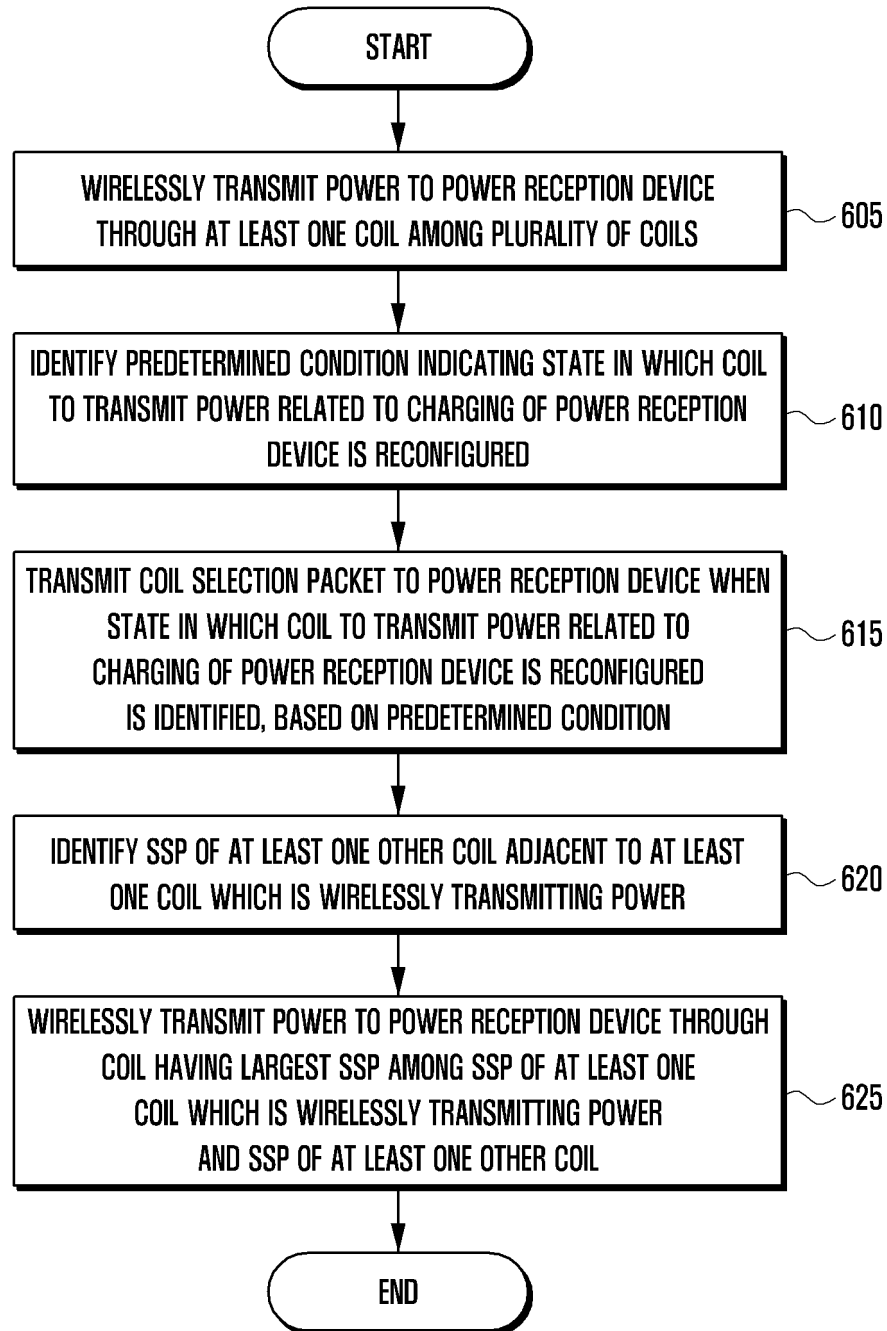 START
WIRELESSLY TRANSMIT POWER TO POWER RECEPTION DEVICE
THROUGH AT LEAST ONE COIL AMONG PLURALITY OF COILS
605
IDENTIFY PREDETERMINED CONDITION INDICATING STATE IN WHICH COIL
TO TRANSMIT POWER RELATED TO CHARGING OF POWER RECEPTION
DEVICE IS RECONFIGURED
610
TRANSMIT COIL SELECTION PACKET TO POWER RECEPTION DEVICE WHEN
STATE IN WHICH COIL TO TRANSMIT POWER RELATED TO
CHARGING OF POWER RECEPTION DEVICE IS RECONFIGURED
IS IDENTIFIED, BASED ON PREDETERMINED CONDITION
615
IDENTIFY SSP OF AT LEAST ONE OTHER COIL ADJACENT TO AT LEAST
ONE COIL WHICH IS WIRELESSLY TRANSMITTING POWER
620
WIRELESSLY TRANSMIT POWER TO POWER RECEPTION DEVICE THROUGH
COIL HAVING LARGEST SSP AMONG SSP OF AT LEAST ONE
COIL WHICH IS WIRELESSLY TRANSMITTING POWER
AND SSP OF AT LEAST ONE OTHER COIL
625
END